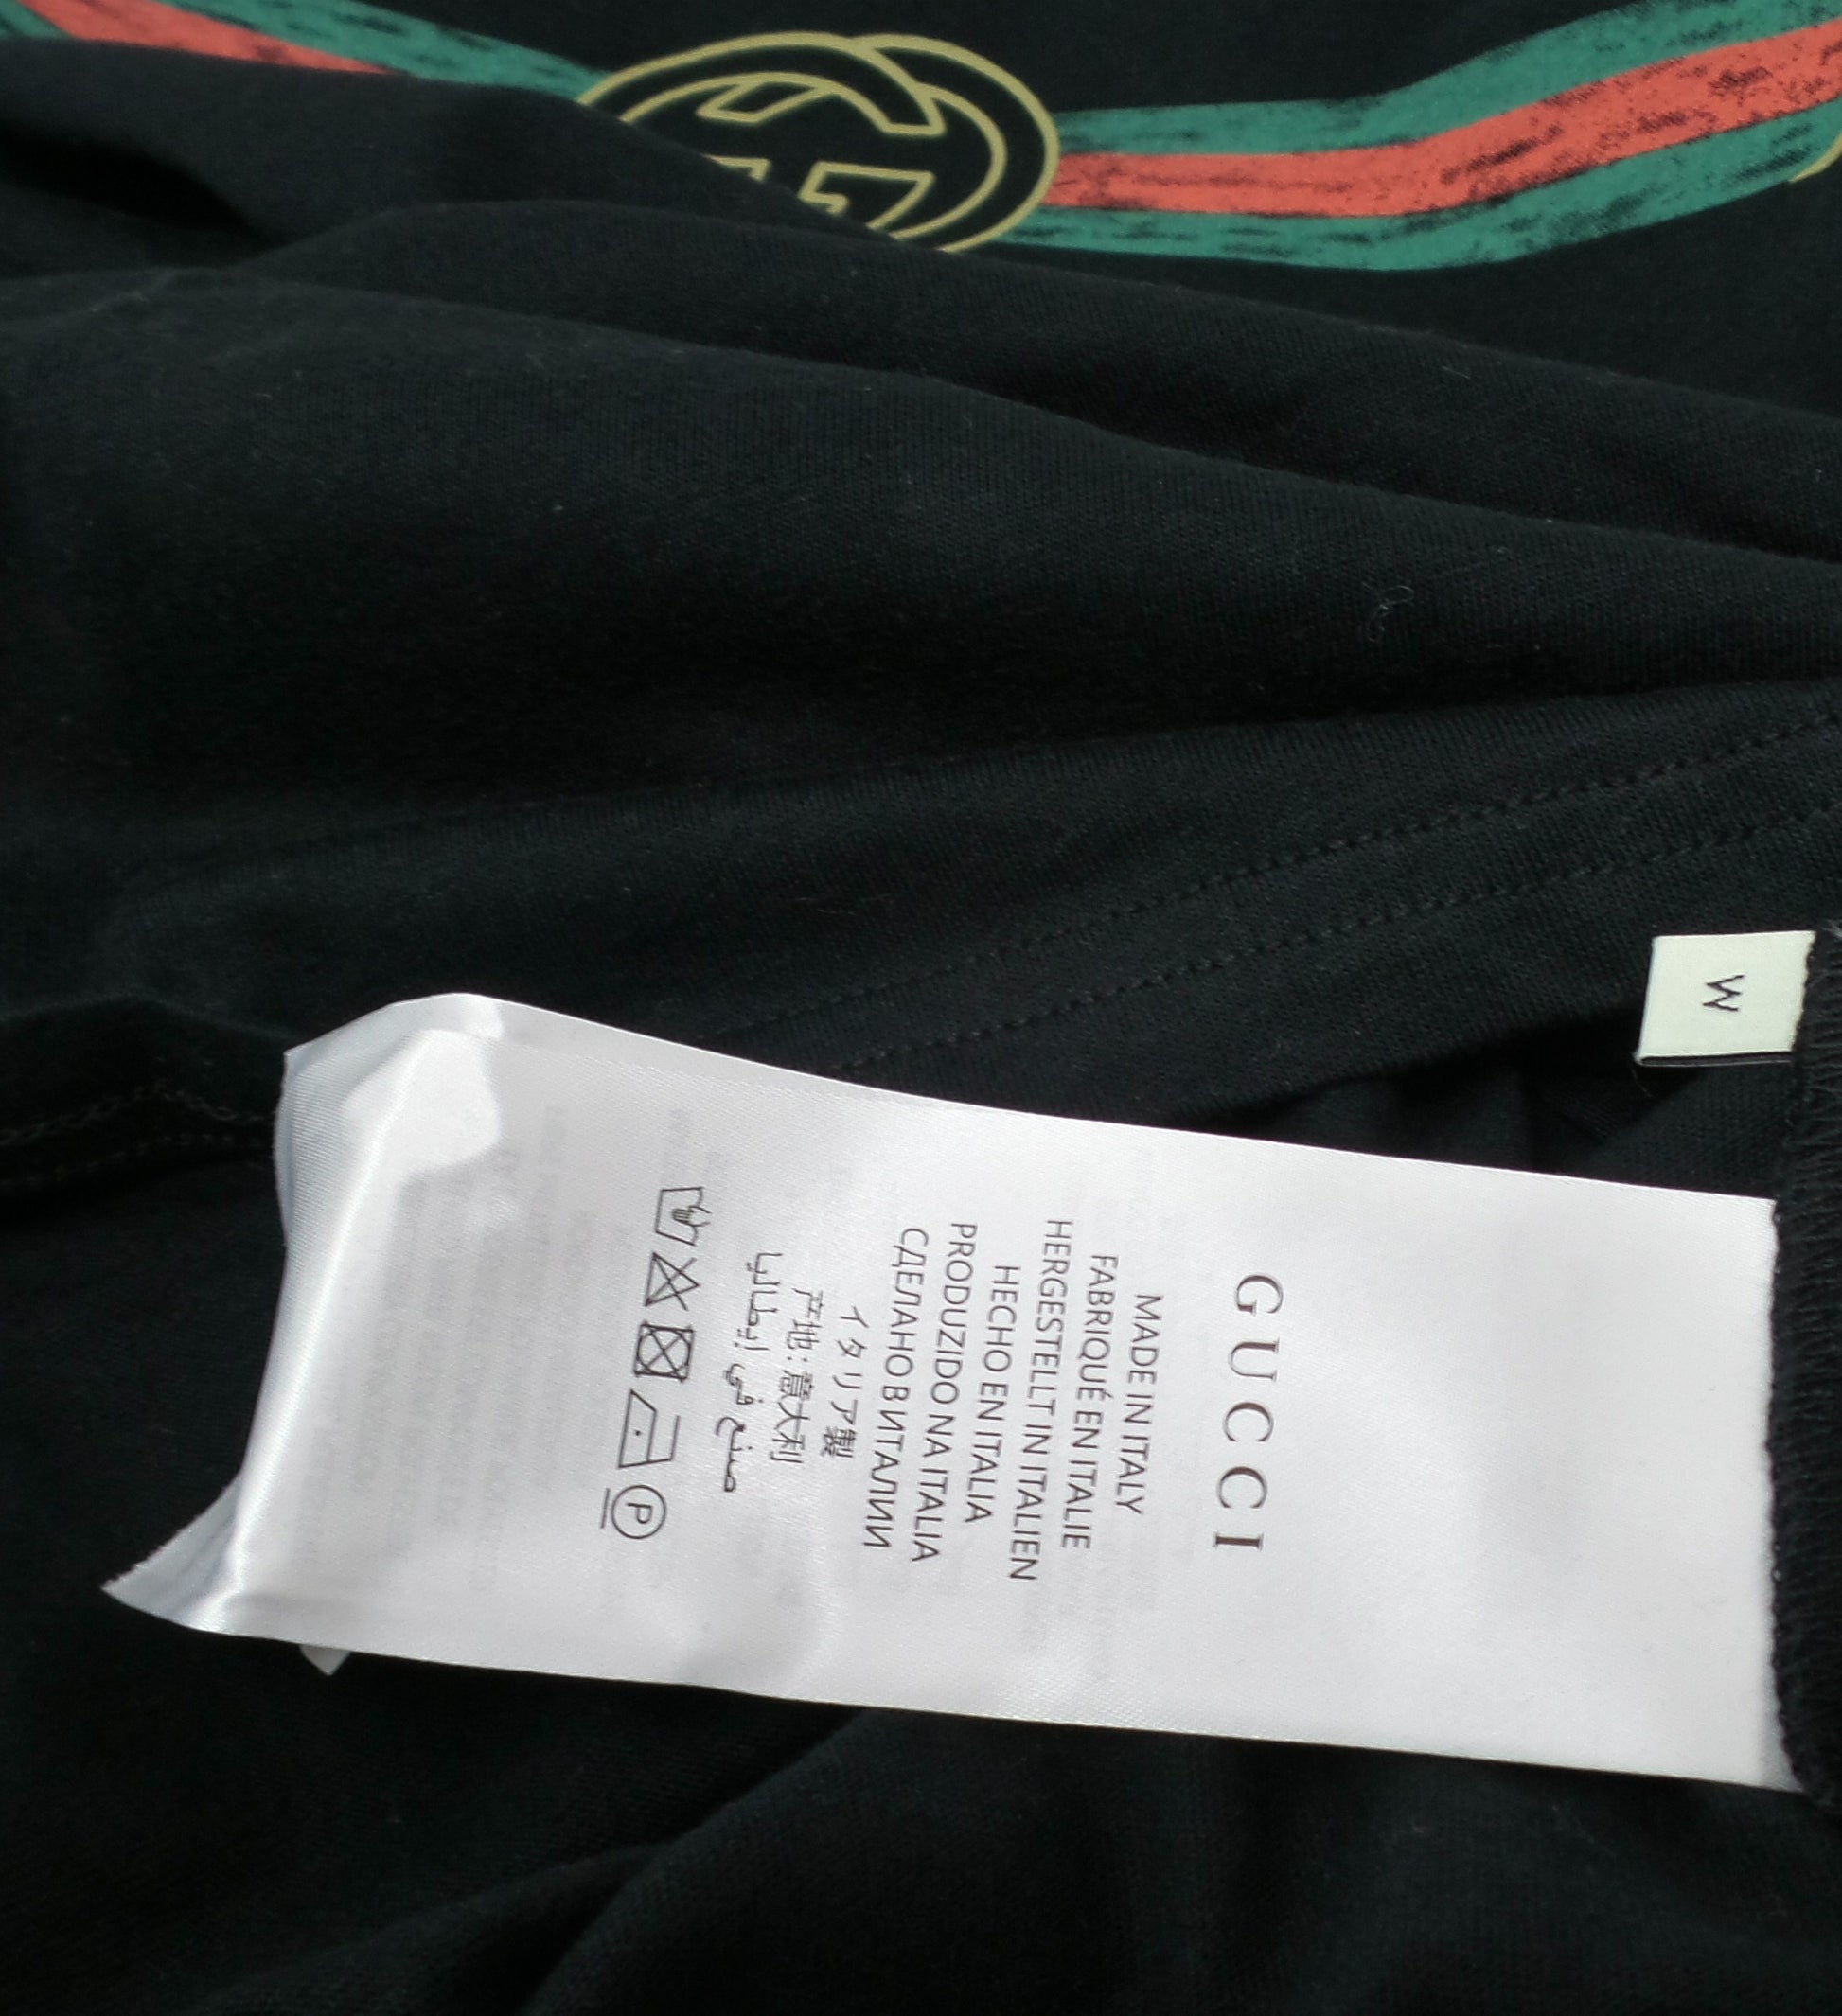 M
GUCCI
MADE IN ITALY
FABRIQUÉ EN ITALIE
HERGESTELLT IN ITALIEN
HECHO EN ITALIA
PRODUZIDO NA ITALIA
СДЕЛАНО В ИТАЛИИ
イタリア製
产地: 意大利
صنع في إيطاليا
P